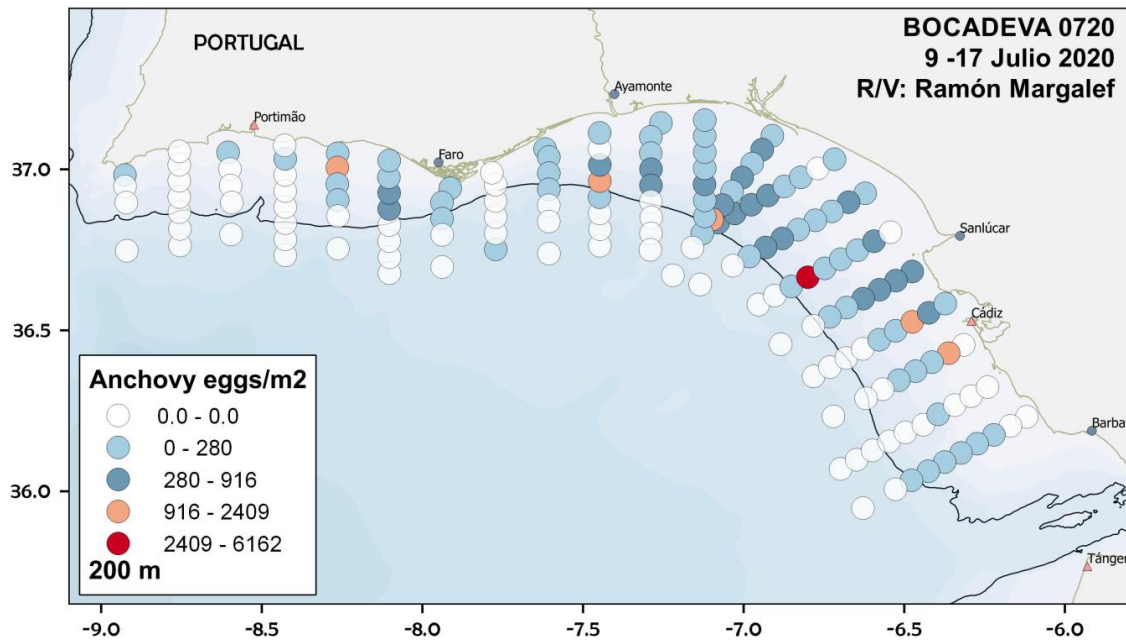 BOCADEVA 0720
9 -17 Julio 2020
R/V: Ramón Margalef
PORTUGAL
Ayamonte
Portimão
Faro
Sanlúcar
Cádiz
Barba
Tánger
37.0
36.5
36.0
Anchovy eggs/m2
0.0 - 0.0
0 - 280
280 - 916
916 - 2409
2409 - 6162
200 m
-9.0 -8.5 -8.0 -7.5 -7.0 -6.5 -6.0